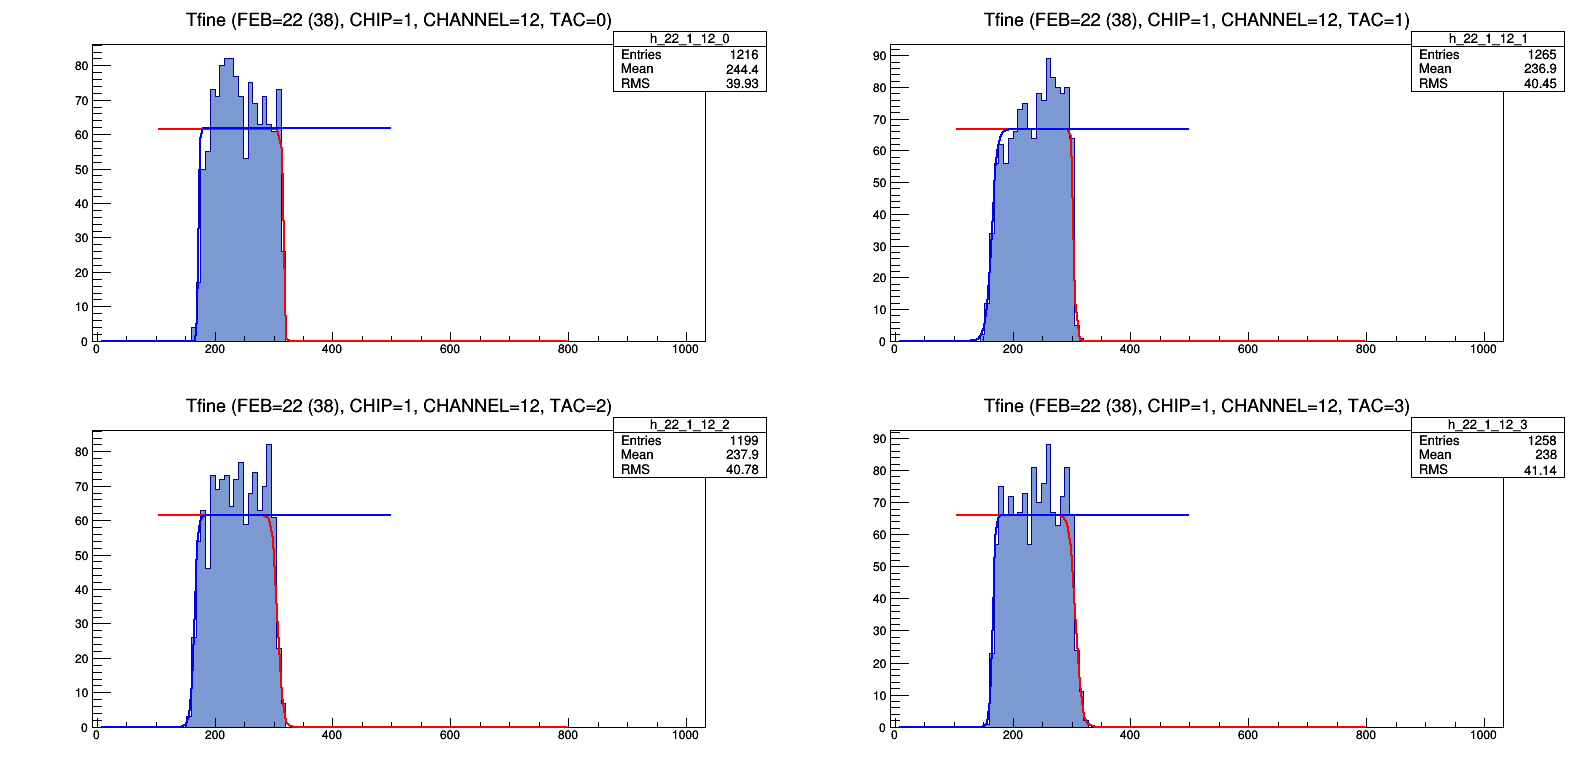 Tfine (FEB=22 (38), CHIP=1, CHANNEL=12, TAC=0)
h_22_1_12_0
Entries 1216
Mean 244.4
RMS 39.93
80
70
60
50
40
30
20
10
0
0 200 400 600 800 1000
Tfine (FEB=22 (38), CHIP=1, CHANNEL=12, TAC=1)
h_22_1_12_1
Entries 1265
Mean 236.9
RMS 40.45
90
80
70
60
50
40
30
20
10
0
0 200 400 600 800 1000
Tfine (FEB=22 (38), CHIP=1, CHANNEL=12, TAC=2)
h_22_1_12_2
Entries 1199
Mean 237.9
RMS 40.78
80
70
60
50
40
30
20
10
0
0 200 400 600 800 1000
Tfine (FEB=22 (38), CHIP=1, CHANNEL=12, TAC=3)
h_22_1_12_3
Entries 1258
Mean 238
RMS 41.14
90
80
70
60
50
40
30
20
10
0
0 200 400 600 800 1000